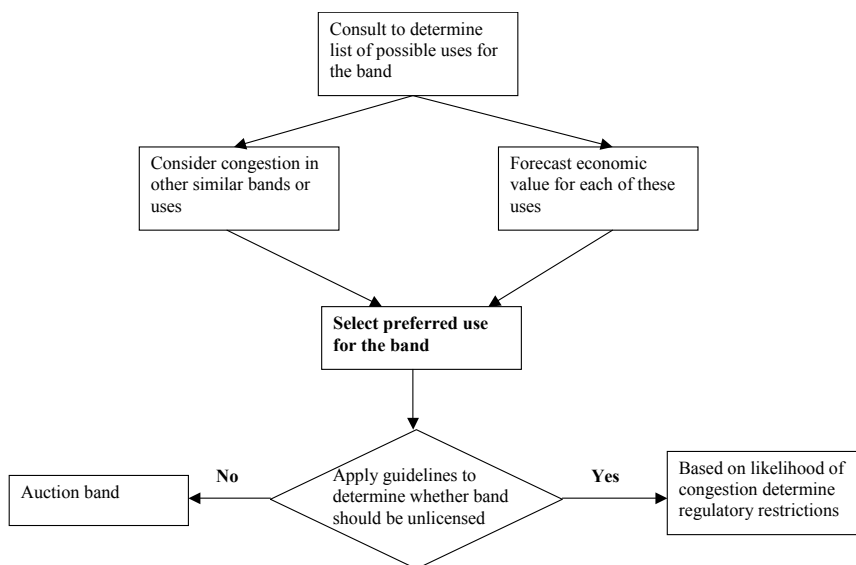 Consult to determine
list of possible uses for
the band
Consider congestion in
other similar bands or
uses
Forecast economic
value for each of these
uses
Select preferred use
for the band
No
Apply guidelines to
determine whether band
should be unlicensed
Yes
Auction band
Based on likelihood of
congestion determine
regulatory restrictions